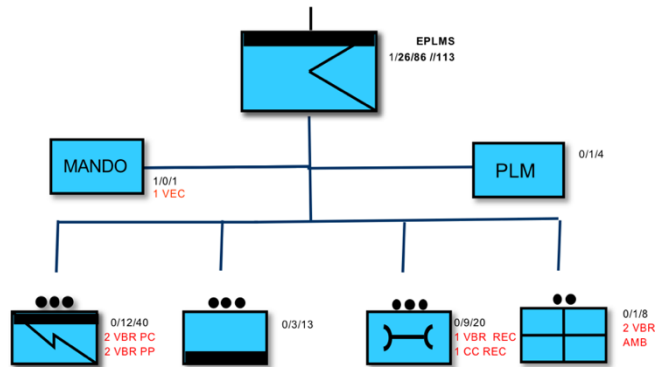 EPLMS
1/26/86 //113
MANDO
1/0/1
1 VEC
PLM
0/1/4
0/12/40
2 VBR PC
2 VBR PP
0/3/13
0/9/20
1 VBR REC
1 CC REC
0/1/8
2 VBR
AMB